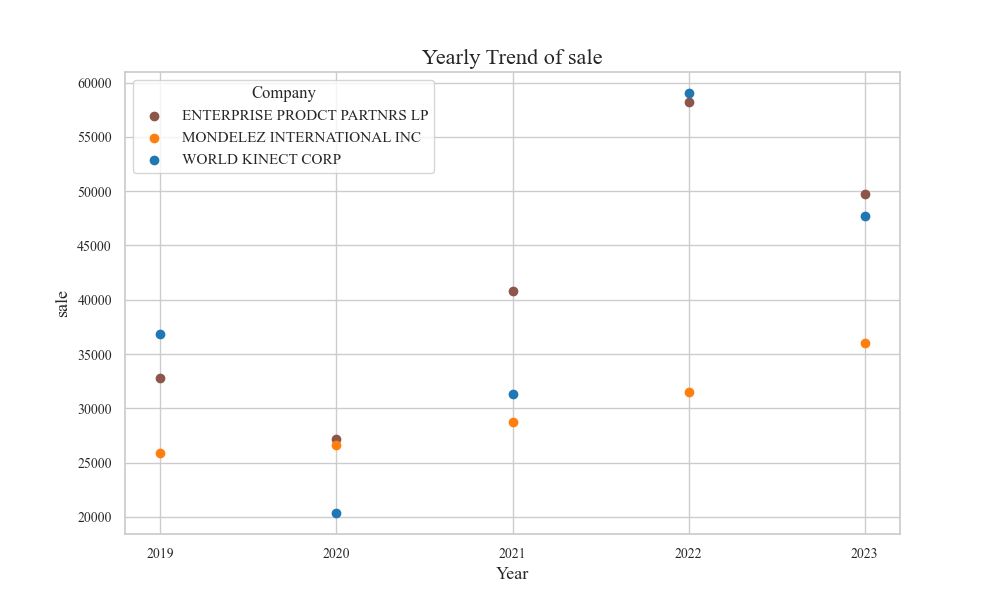 Yearly Trend of sale
Company
ENTERPRISE PRODCT PARTNRS LP
MONDELEZ INTERNATIONAL INC
WORLD KINECT CORP
60000
55000
50000
45000
40000
35000
30000
25000
20000
sale
2019 2020 2021 2022 2023
Year